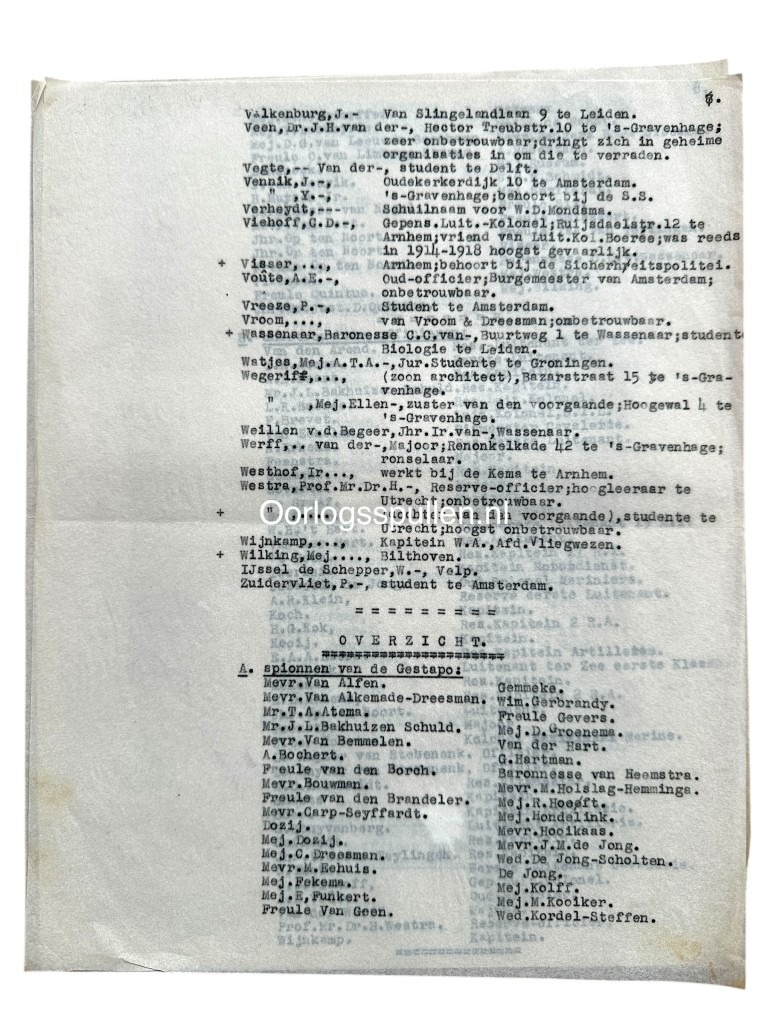 6.
Valkenburg,J.- Van Slingelandlaan 9 te Leiden.
Veen,Dr.J.H.van der-, Hector Treubstr.10 te 's-Gravenhage;
zeer onbetrouwbaar;dringt zich in geheime
organisaties in om die te verraden.
Vegte,-- Van der-, student te Delft.
Vennik,J.-, Oudekerkerdijk 10 te Amsterdam.
" ,Y.-, 's-Gravenhage;behoort bij de S.S.
Verheydt,--- Schuilnaam voor W.D.Mondsma.
Viehoff,C.D.-, Gepens.Luit.-Kolonel;Ruijsdaelstr.12 te
Arnhem;vriend van Luit.Kol.Boerée;was reeds
in 1914-1918 hoogst gevaarlijk.
+ Visser,..., Arnhem;behoort bij de Sicherheitspolitei.
Voûte,A.E.-, Oud-officier;Burgemeester van Amsterdam;
onbetrouwbaar.
Vreeze,P.-, Student te Amsterdam.
Vroom,..., van Vroom & Dreesman;onbetrouwbaar.
+ Wassenaar,Baronesse C.C.van-,Buurtweg 1 te Wassenaar;studente
Biologie te Leiden.
Watjes,Mej.A.T.A.-,Jur.Studente te Groningen.
Wegeriff,..., (zoon architect),Bazarstraat 15 te 's-Gra-
venhage.
" ,Mej.Ellen-,zuster van den voorgaande;Hoogewal 4 te
's-Gravenhage.
Weillen v.d.Begeer,Jhr.Ir.van-,Wassenaar.
Werff,.. van der-,Majoor;Renonkelkade 42 te 's-Gravenhage;
ronselaar.
Westhof,Ir..., werkt bij de Kema te Arnhem.
Westra,Prof.Mr.Dr.H.-, Reserve-officier;hoogleeraar te
Utrecht;onbetrouwbaar.
+ " van den voorgaande),studente te
Utrecht;hoogst onbetrouwbaar.
Oorlogsspullen.nl
Wijnkamp,..., Kapitein W.A.,Afd.Vliegwezen.
+ Wilking,Mej...., Bilthoven.
IJssel de Schepper,W.-, Velp.
Zuidervliet,P.-, student te Amsterdam.
= = = = = = = = =
OVERZICHT.
A. spionnen van de Gestapo:
Mevr.Van Alfen.
Mevr.Van Alkemade-Dreesman.
Mr.T.A.Atema.
Mr.J.L.Bakhuizen Schuld.
Mevr.Van Bemmelen.
A.Bochert.
Freule van den Borch.
Mevr.Bouwman.
Freule van den Brandeler.
Mevr.Carp-Seyffardt.
Dozij.
Mej.Dozij.
Mej.C.Dreesman.
Mevr.M.Eehuis.
Mej.Fekema.
Mej.E,Funkert.
Freule Van Geen.
Gemmeke.
Wim.Gerbrandy.
Freule Gevers.
Mej.D.Groenema.
Van der Hart.
G.Hartman.
Baronnesse van Heemstra.
Mevr.M.Holslag-Hemminga.
Mej.R.Hooft.
Mej.Hondelink.
Mevr.Hooikaas.
Mevr.J.M.de Jong.
Wed.De Jong-Scholten.
De Jong.
Mej.Kolff.
Mej.M.Kooiker.
Wed.Kordel-Steffen.